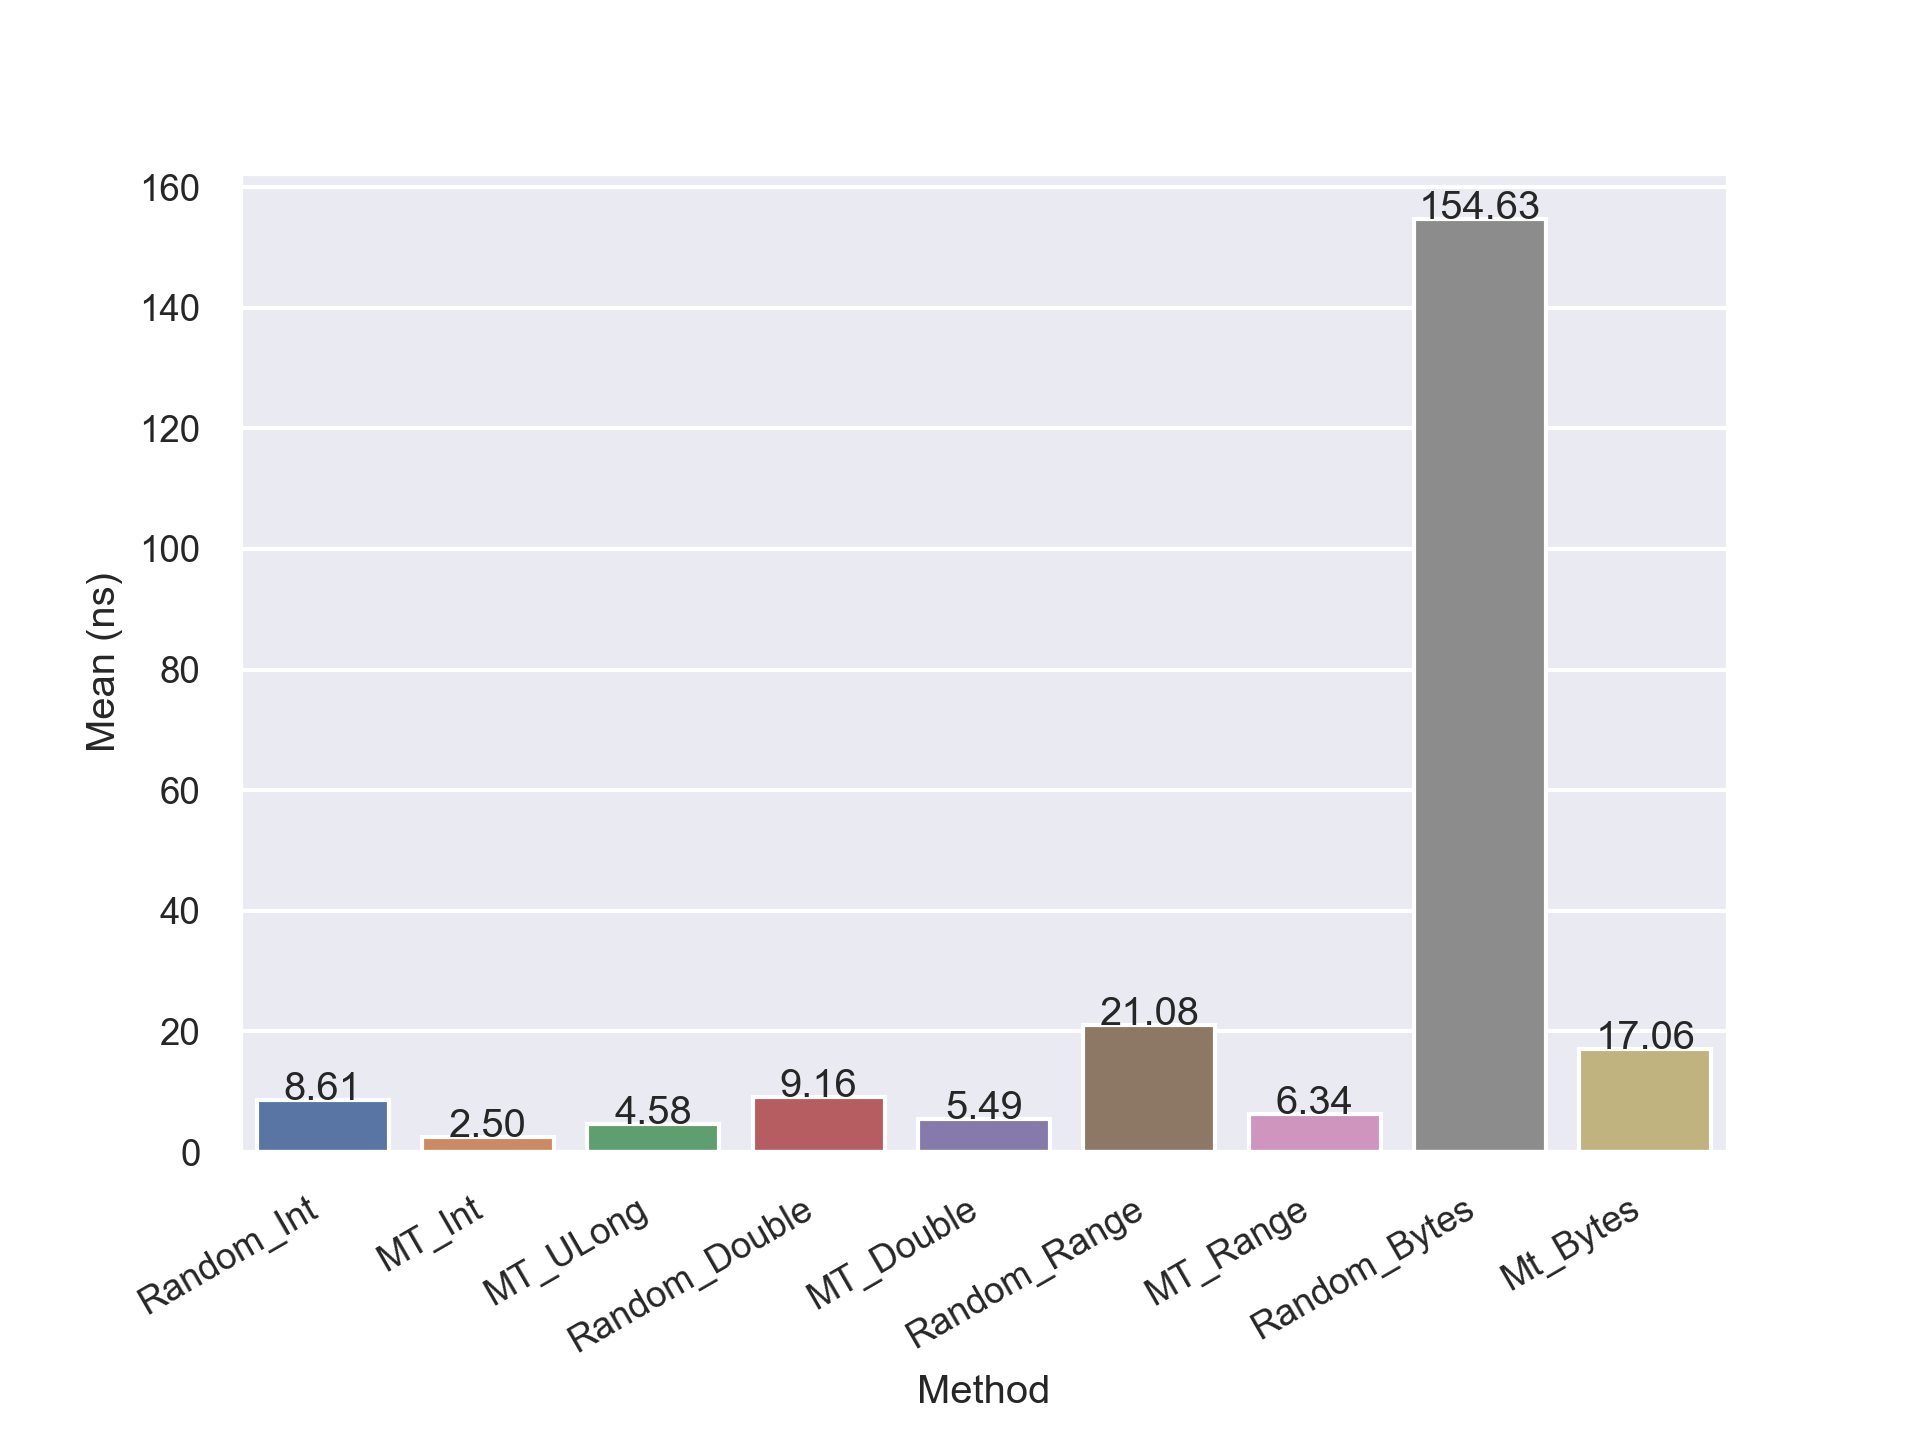 160
140
120
100
80
60
40
20
0
Mean (ns)
8.61
2.50
4.58
9.16
5.49
21.08
6.34
154.63
17.06
Random_Int
MT_Int
MT_ULong
Random_Double
MT_Double
Random_Range
MT_Range
Random_Bytes
Mt_Bytes
Method